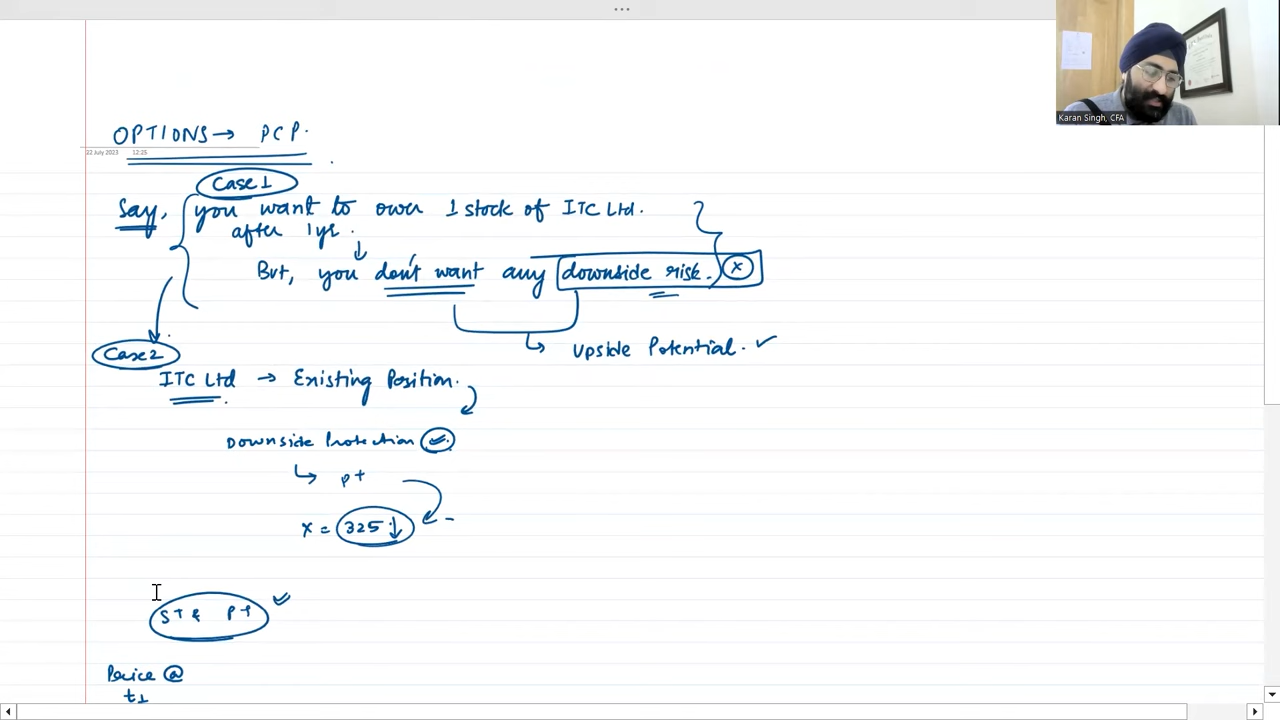 Karan Singh, CFA
OPTIONS → PCP.
22 July 2023 12:25
Case 1
Say, you want to own 1 stock of ITC Ltd.
after 1yr.
But, you don't want any downside risk. x
Upside Potential. ✓
Case 2
ITC Ltd → Existing Position.
Downside Protection ✓
↳ P+
X = 325 ↓
S+ & P+ ✓
Price @
t1